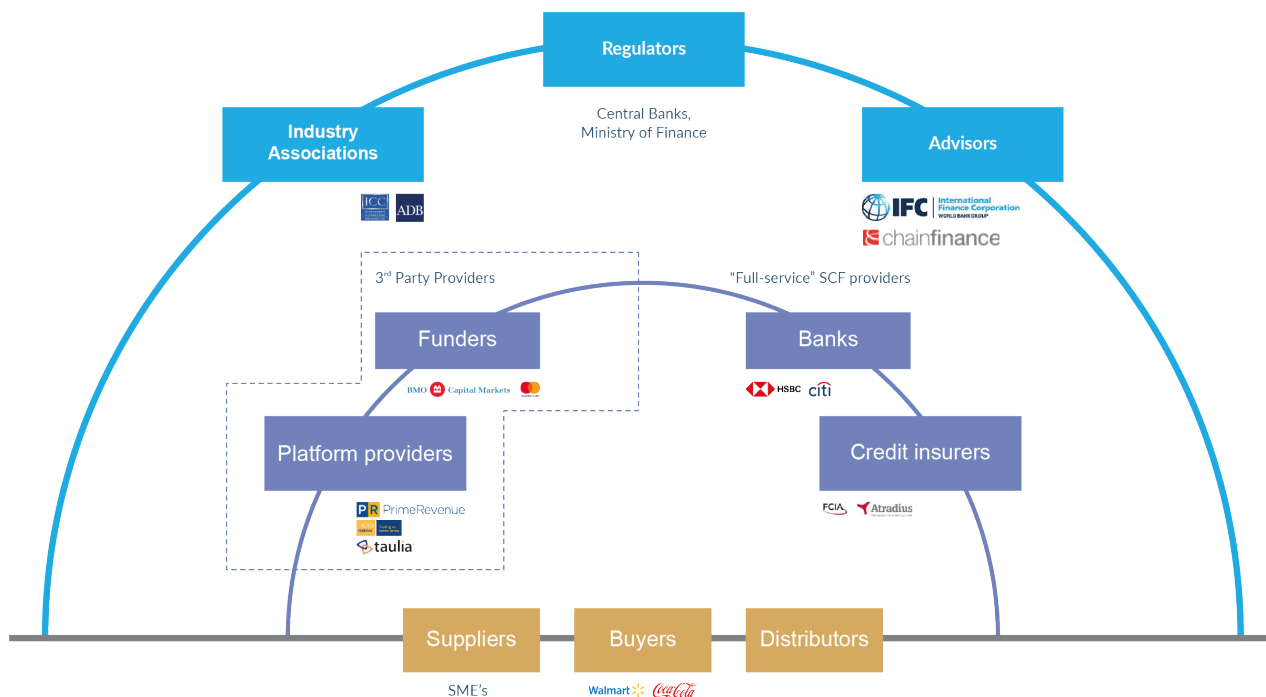 Regulators
Central Banks,
Ministry of Finance
Industry
Associations
Advisors
ICC
ADB
IFC
International
Finance Corporation
WORLD BANK GROUP
chainfinance
3rd Party Providers
"Full-service" SCF providers
Funders
Banks
BMO Capital Markets
HSBC
citi
Platform providers
Credit insurers
PR PrimeRevenue
FCIA
Atradius
taulia
Suppliers
Buyers
Distributors
SME's
Walmart
Coca-Cola